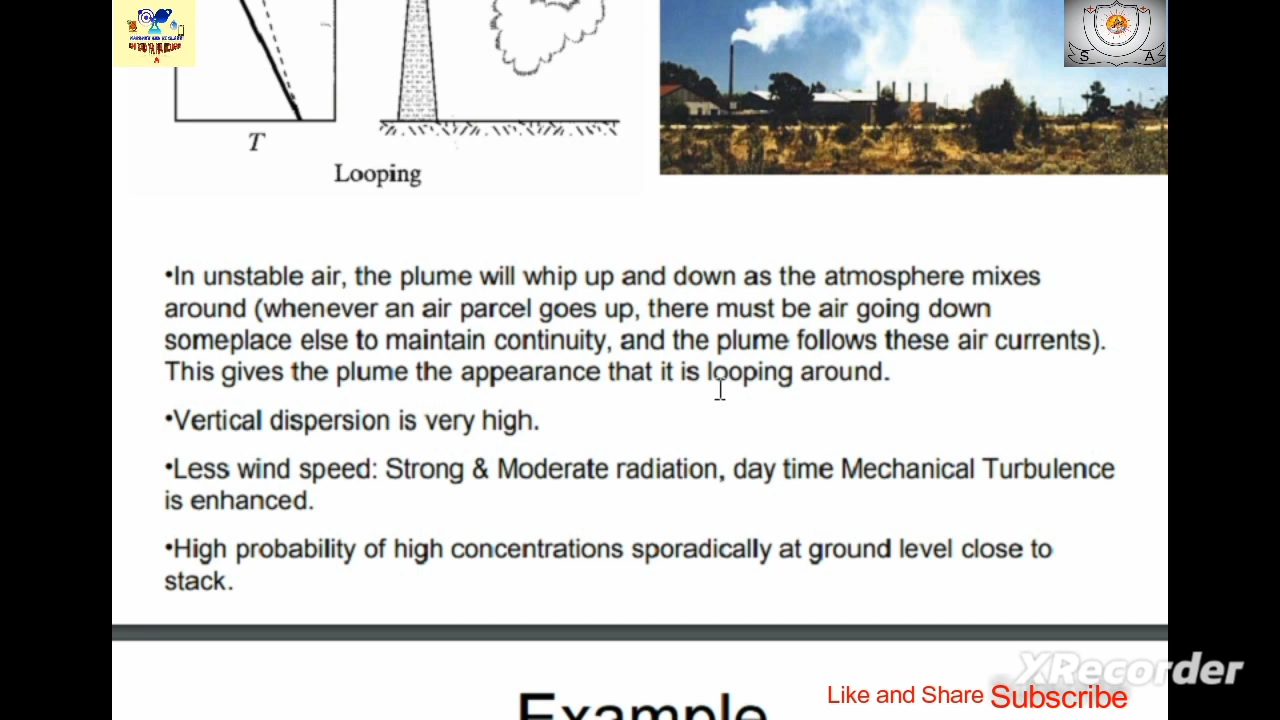 T
Looping
S A
•In unstable air, the plume will whip up and down as the atmosphere mixes
around (whenever an air parcel goes up, there must be air going down
someplace else to maintain continuity, and the plume follows these air currents).
This gives the plume the appearance that it is looping around.
•Vertical dispersion is very high.
•Less wind speed: Strong & Moderate radiation, day time Mechanical Turbulence
is enhanced.
•High probability of high concentrations sporadically at ground level close to
stack.
XRecorder
Like and Share Subscribe
Example